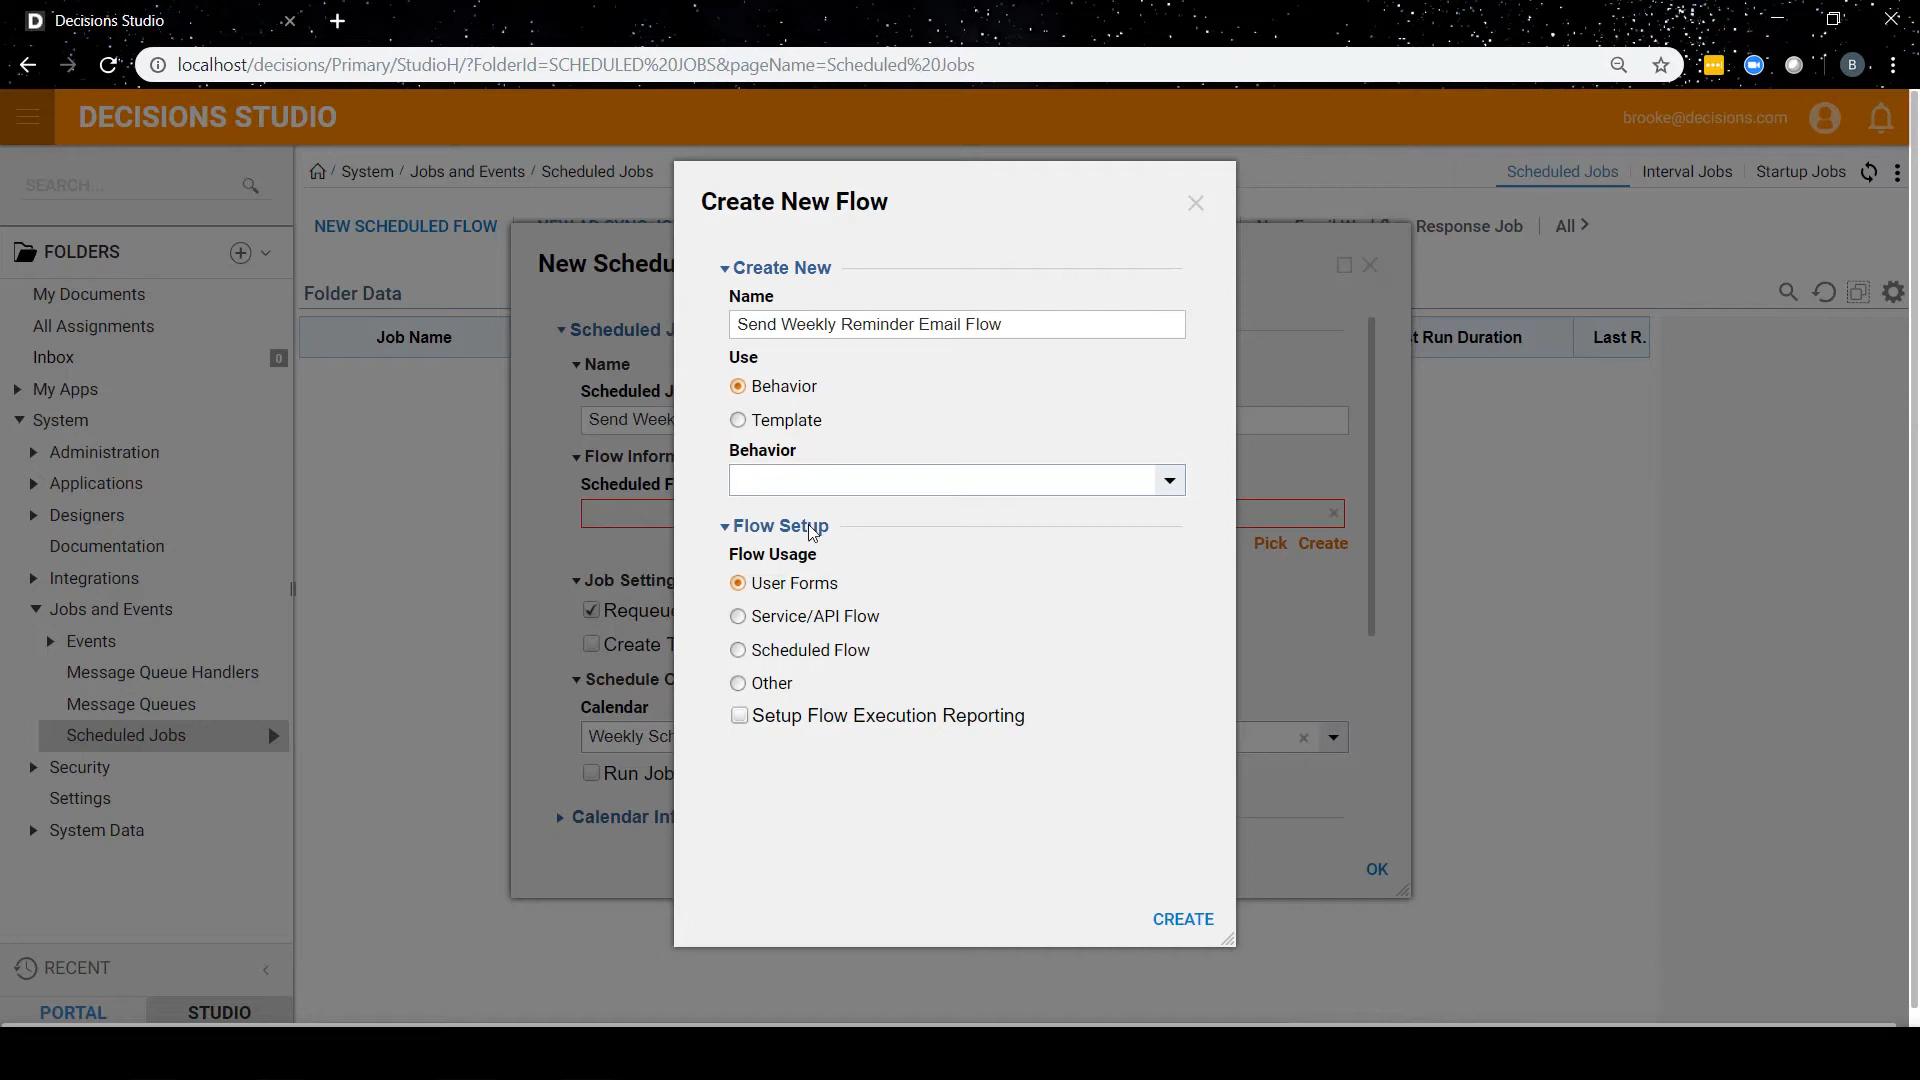 Decisions Studio
localhost/decisions/Primary/StudioH/?FolderId=SCHEDULED%20JOBS&pageName=Scheduled%20Jobs
B
DECISIONS STUDIO
brooke@decisions.com
SEARCH...
/ System / Jobs and Events / Scheduled Jobs
Scheduled Jobs
Interval Jobs
Startup Jobs
NEW SCHEDULED FLOW
Response Job
All
FOLDERS
My Documents
All Assignments
Inbox
0
My Apps
System
Administration
Applications
Designers
Documentation
Integrations
Jobs and Events
Events
Message Queue Handlers
Message Queues
Scheduled Jobs
Security
Settings
System Data
RECENT
PORTAL
STUDIO
Folder Data
Job Name
t Run Duration
Last R.
New Schedu
Scheduled J
Name
Scheduled J
Send Week
Flow Inform
Scheduled F
Pick Create
Job Setting
Requeue
Create T
Schedule O
Calendar
Weekly Sch
Run Job
Calendar Inf
OK
Create New Flow
Create New
Name
Send Weekly Reminder Email Flow
Use
Behavior
Template
Behavior
Flow Setup
Flow Usage
User Forms
Service/API Flow
Scheduled Flow
Other
Setup Flow Execution Reporting
CREATE